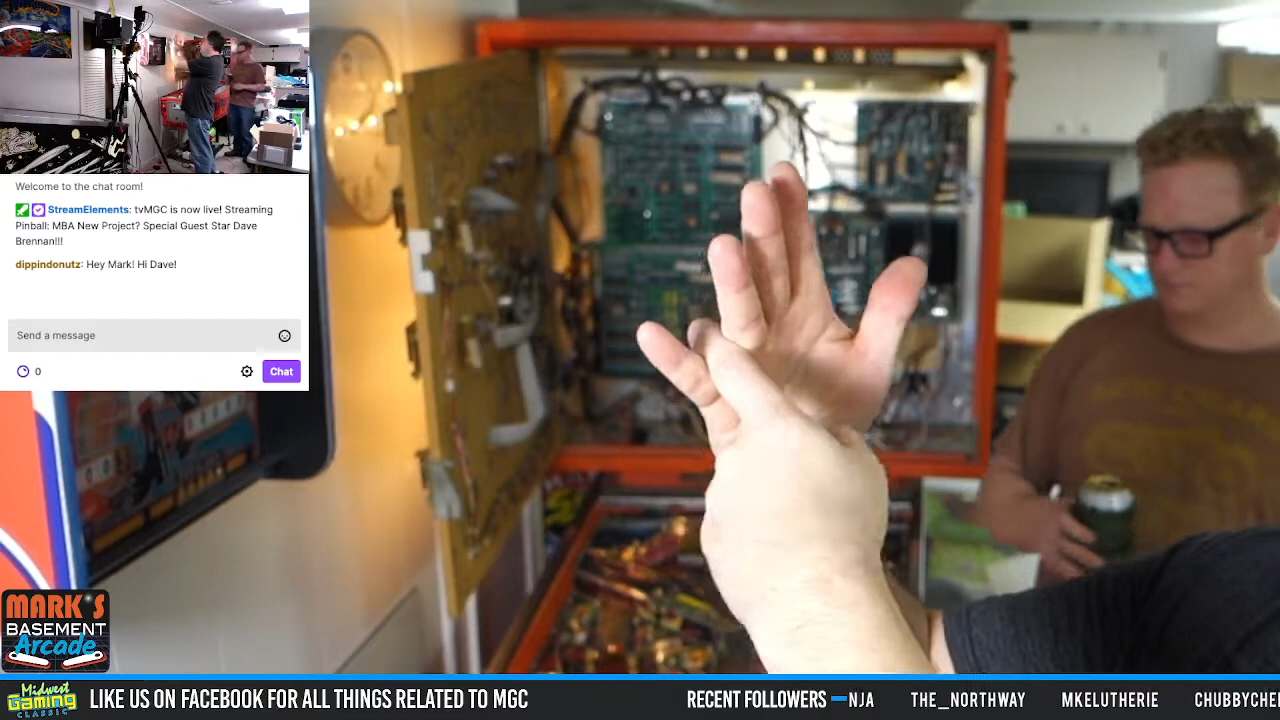 Welcome to the chat room!
StreamElements: tvMGC is now live! Streaming
Pinball: MBA New Project? Special Guest Star Dave
Brennan!!!
dippindonutz: Hey Mark! Hi Dave!
Send a message
0
Chat
MARK'S
BASEMENT
Arcade
Midwest
Gaming
CLASSIC
LIKE US ON FACEBOOK FOR ALL THINGS RELATED TO MGC
RECENT FOLLOWERS
NJA THE_NORTHWAY MKELUTHERIE CHUBBYCHE